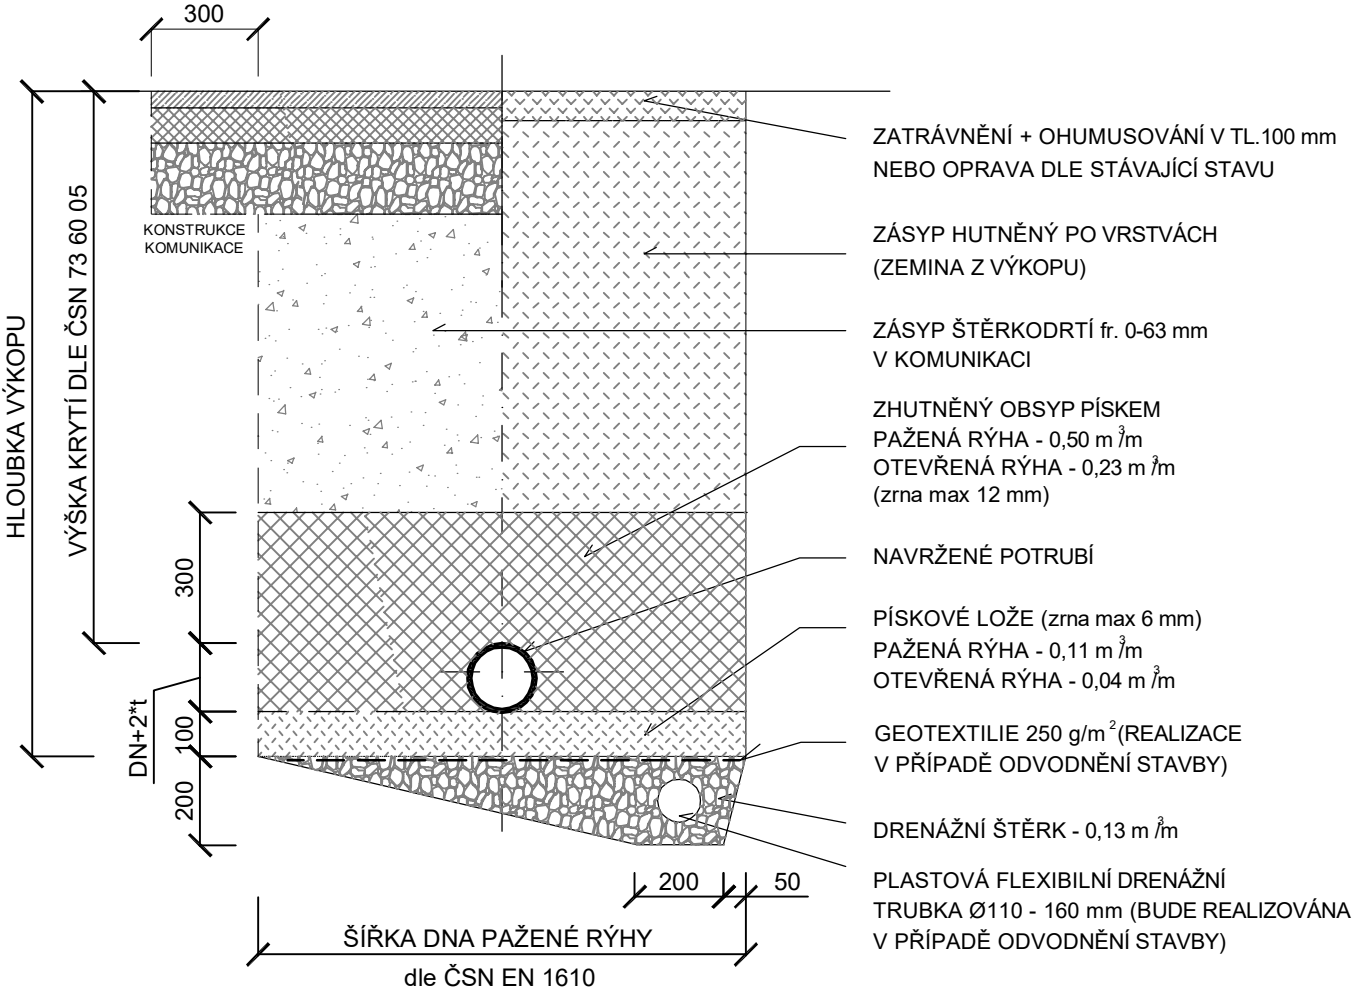 300
ZATRÁVNĚNÍ + OHUMUSOVÁNÍ V TL.100 mm
NEBO OPRAVA DLE STÁVAJÍCÍ STAVU
KONSTRUKCE
KOMUNIKACE
ZÁSYP HUTNĚNÝ PO VRSTVÁCH
(ZEMINA Z VÝKOPU)
ZÁSYP ŠTĚRKODRTÍ fr. 0-63 mm
V KOMUNIKACI
HLOUBKA VÝKOPU
VÝŠKA KRYTÍ DLE ČSN 73 60 05
ZHUTNĚNÝ OBSYP PÍSKEM
PAŽENÁ RÝHA - 0,50 m³/m
OTEVŘENÁ RÝHA - 0,23 m³/m
(zrna max 12 mm)
NAVRŽENÉ POTRUBÍ
300
DN+2*t
100
200
PÍSKOVÉ LOŽE (zrna max 6 mm)
PAŽENÁ RÝHA - 0,11 m³/m
OTEVŘENÁ RÝHA - 0,04 m³/m
GEOTEXTILIE 250 g/m²(REALIZACE
V PŘÍPADĚ ODVODNĚNÍ STAVBY)
DRENÁŽNÍ ŠTĚRK - 0,13 m³/m
PLASTOVÁ FLEXIBILNÍ DRENÁŽNÍ
TRUBKA Ø110 - 160 mm (BUDE REALIZOVÁNA
V PŘÍPADĚ ODVODNĚNÍ STAVBY)
200
50
ŠÍŘKA DNA PAŽENÉ RÝHY
dle ČSN EN 1610